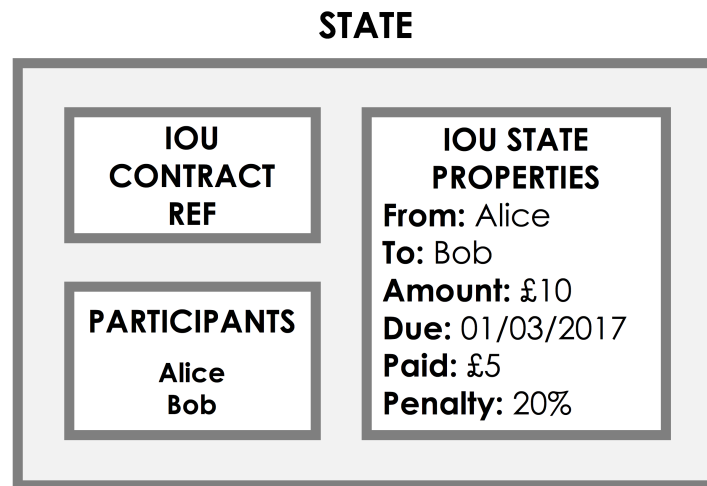 STATE
IOU
CONTRACT
REF
PARTICIPANTS
Alice
Bob
IOU STATE
PROPERTIES
From: Alice
To: Bob
Amount: £10
Due: 01/03/2017
Paid: £5
Penalty: 20%